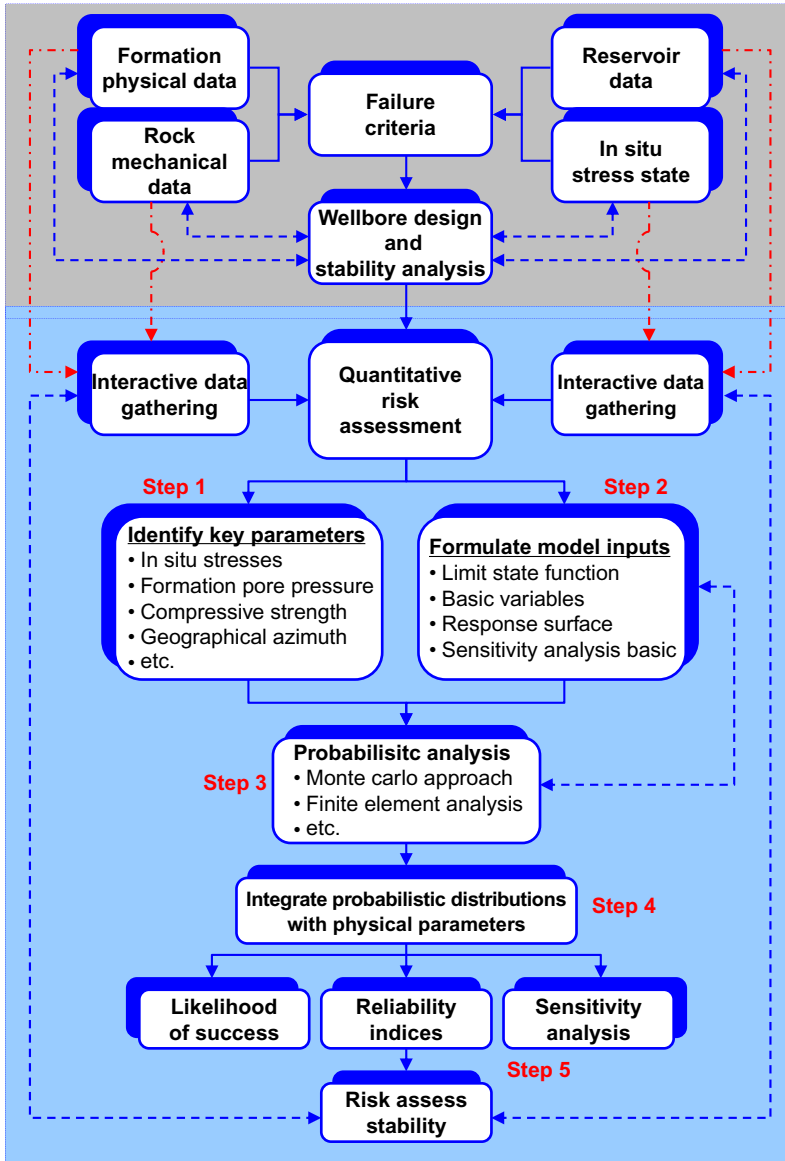 Formation
physical data
Reservoir
data
Failure
criteria
Rock
mechanical
data
In situ
stress state
Wellbore design
and
stability analysis
Interactive data
gathering
Quantitative
risk
assessment
Interactive data
gathering
Step 1
Step 2
Identify key parameters
• In situ stresses
• Formation pore pressure
• Compressive strength
• Geographical azimuth
• etc.
Formulate model inputs
• Limit state function
• Basic variables
• Response surface
• Sensitivity analysis basic
Step 3
Probabilisitc analysis
• Monte carlo approach
• Finite element analysis
• etc.
Integrate probabilistic distributions
with physical parameters
Step 4
Likelihood
of success
Reliability
indices
Sensitivity
analysis
Step 5
Risk assess
stability